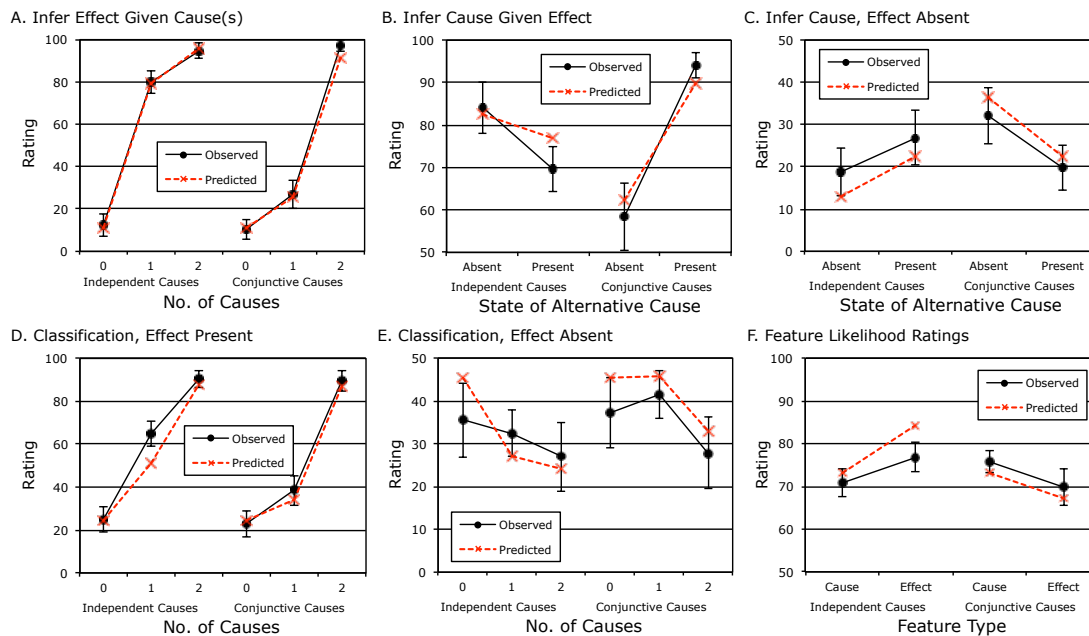 A. Infer Effect Given Cause(s)
Rating
100
80
60
40
20
0
Observed
Predicted
0 1 2 0 1 2
Independent Causes Conjunctive Causes
No. of Causes
B. Infer Cause Given Effect
Rating
100
90
80
70
60
50
Observed
Predicted
Absent Present Absent Present
Independent Causes Conjunctive Causes
State of Alternative Cause
C. Infer Cause, Effect Absent
Rating
50
40
30
20
10
0
Observed
Predicted
Absent Present Absent Present
Independent Causes Conjunctive Causes
State of Alternative Cause
D. Classification, Effect Present
Rating
100
80
60
40
20
0
Observed
Predicted
0 1 2 0 1 2
Independent Causes Conjunctive Causes
No. of Causes
E. Classification, Effect Absent
Rating
50
40
30
20
10
0
Observed
Predicted
0 1 2 0 1 2
Independent Causes Conjunctive Causes
No. of Causes
F. Feature Likelihood Ratings
Rating
100
90
80
70
60
50
Observed
Predicted
Cause Effect Cause Effect
Independent Causes Conjunctive Causes
Feature Type